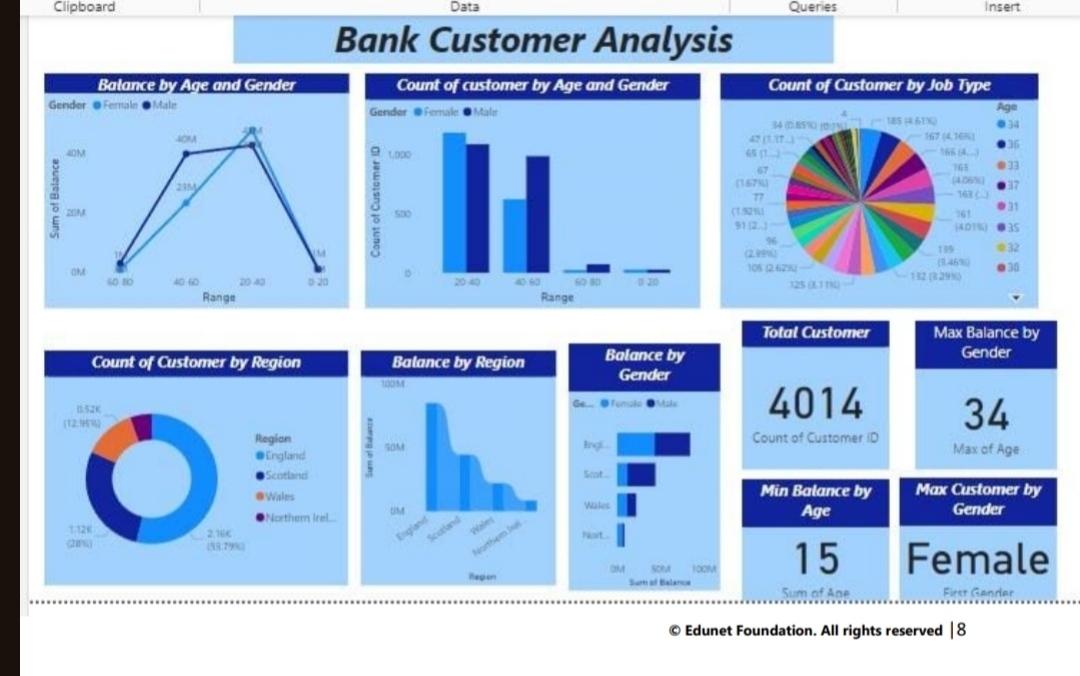 Clipboard
Data
Queries
Insert
Bank Customer Analysis
Balance by Age and Gender
Gender Female Male
Sum of Balance
40M
20M
0M
40M
23M
1M
60-80
40-60
20-40
0-20
Range
Count of customer by Age and Gender
Gender Female Male
Count of Customer ID
1,000
500
0
20-40
40-60
60-80
0-20
Range
Count of Customer by Job Type
4
34 (0.85%)
185 (4.61%)
167 (4.16%)
166 (4....)
163
(4.06%)
163 (...)
161
(4.01%)
139
(3.46%)
132 (3.29%)
125 (3.11%)
105 (2.62%)
96
91 (2...)
77
(1.92%)
67
(1.67%)
65 (1...)
47 (1.17...)
Age
34
36
33
37
31
35
32
38
Count of Customer by Region
0.52K
(12.95%)
1.12K
(28%)
2.16K
(53.79%)
Region
England
Scotland
Wales
Northern Irel...
Balance by Region
Sum of Balance
100M
50M
0M
England
Scotland
Wales
Northern Irel...
Region
Balance by
Gender
Ge... Female Male
Engl...
Scot...
Wales
Nort...
0M
50M
100M
Sum of Balance
Total Customer
4014
Count of Customer ID
Max Balance by
Gender
34
Max of Age
Min Balance by
Age
15
Sum of Age
Max Customer by
Gender
Female
First Gender
© Edunet Foundation. All rights reserved |8